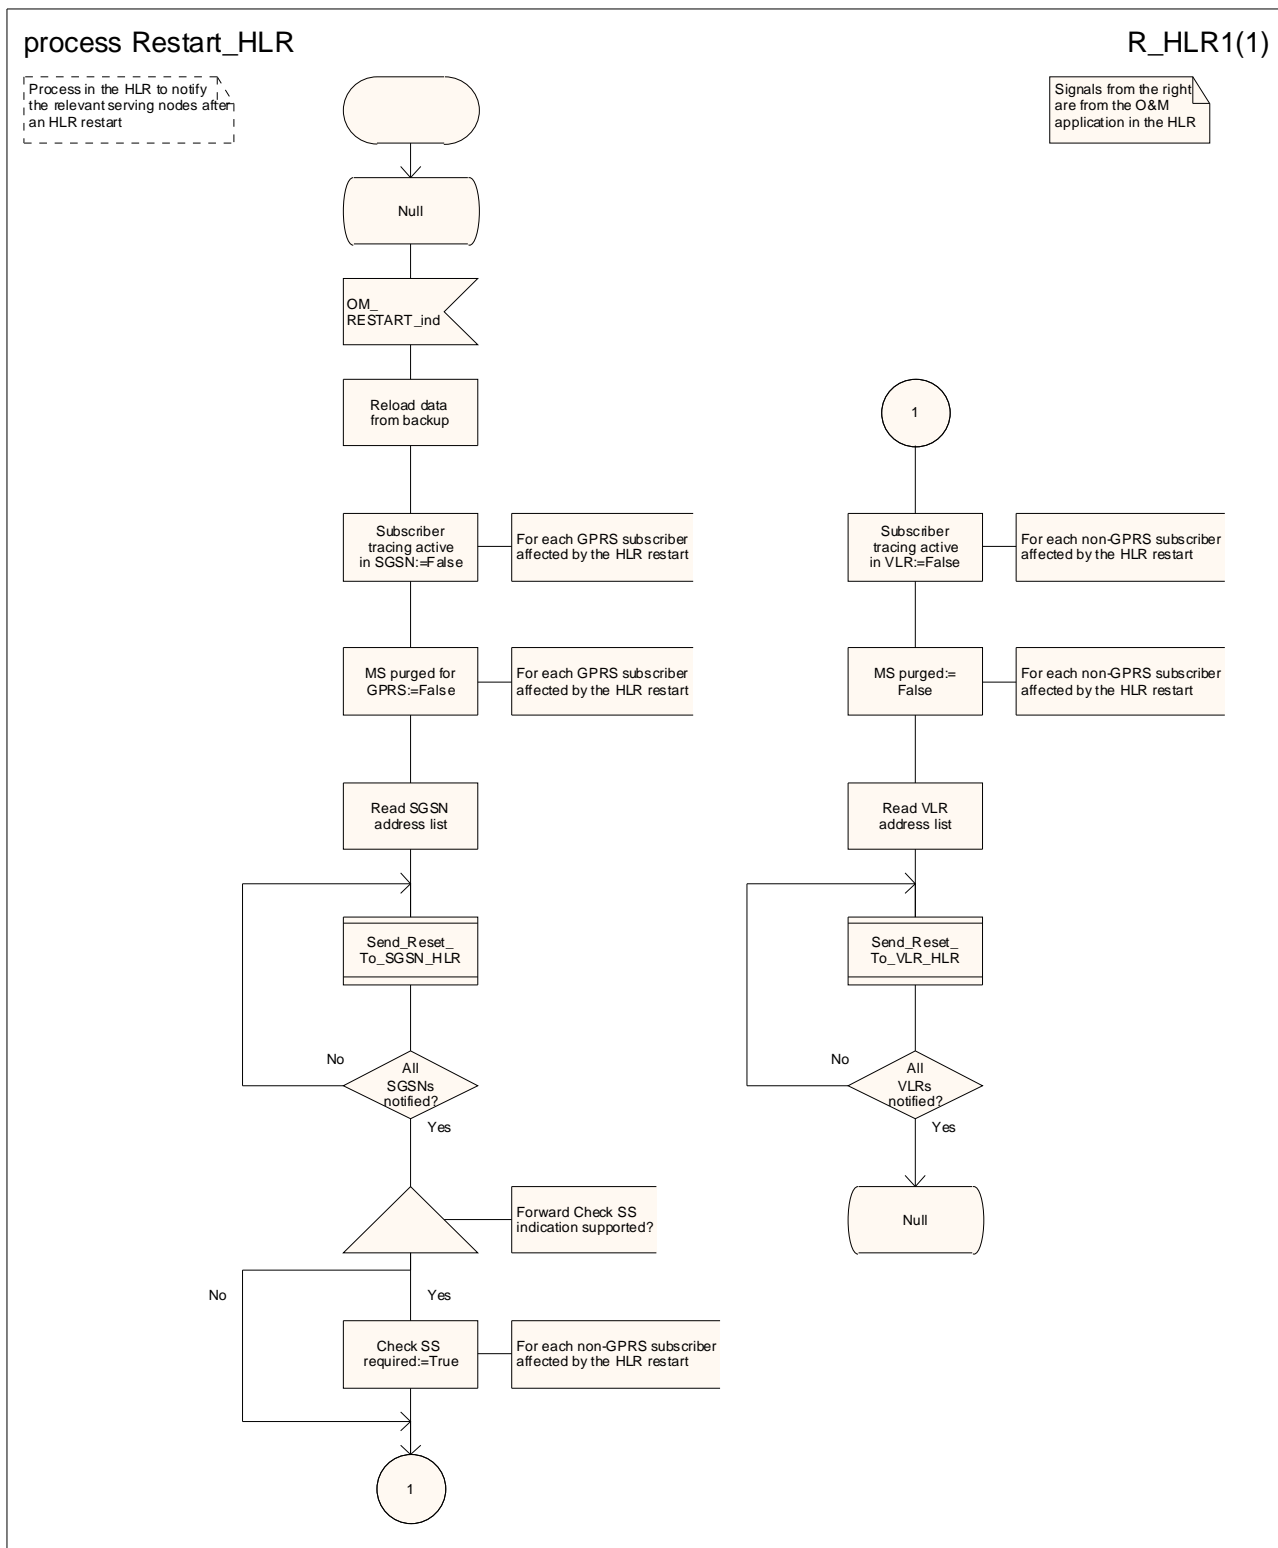 process Restart_HLR
R_HLR1(1)
Process in the HLR to notify
the relevant serving nodes after
an HLR restart
Signals from the right
are from the O&M
application in the HLR
Null
OM_
RESTART_ind
Reload data
from backup
Subscriber
tracing active
in SGSN:=False
For each GPRS subscriber
affected by the HLR restart
MS purged for
GPRS:=False
For each GPRS subscriber
affected by the HLR restart
Read SGSN
address list
Send_Reset_
To_SGSN_HLR
No
All
SGSNs
notified?
Yes
Forward Check SS
indication supported?
No
Yes
Check SS
required:=True
For each non-GPRS subscriber
affected by the HLR restart
1
1
Subscriber
tracing active
in VLR:=False
For each non-GPRS subscriber
affected by the HLR restart
MS purged:=
False
For each non-GPRS subscriber
affected by the HLR restart
Read VLR
address list
Send_Reset_
To_VLR_HLR
No
All
VLRs
notified?
Yes
Null